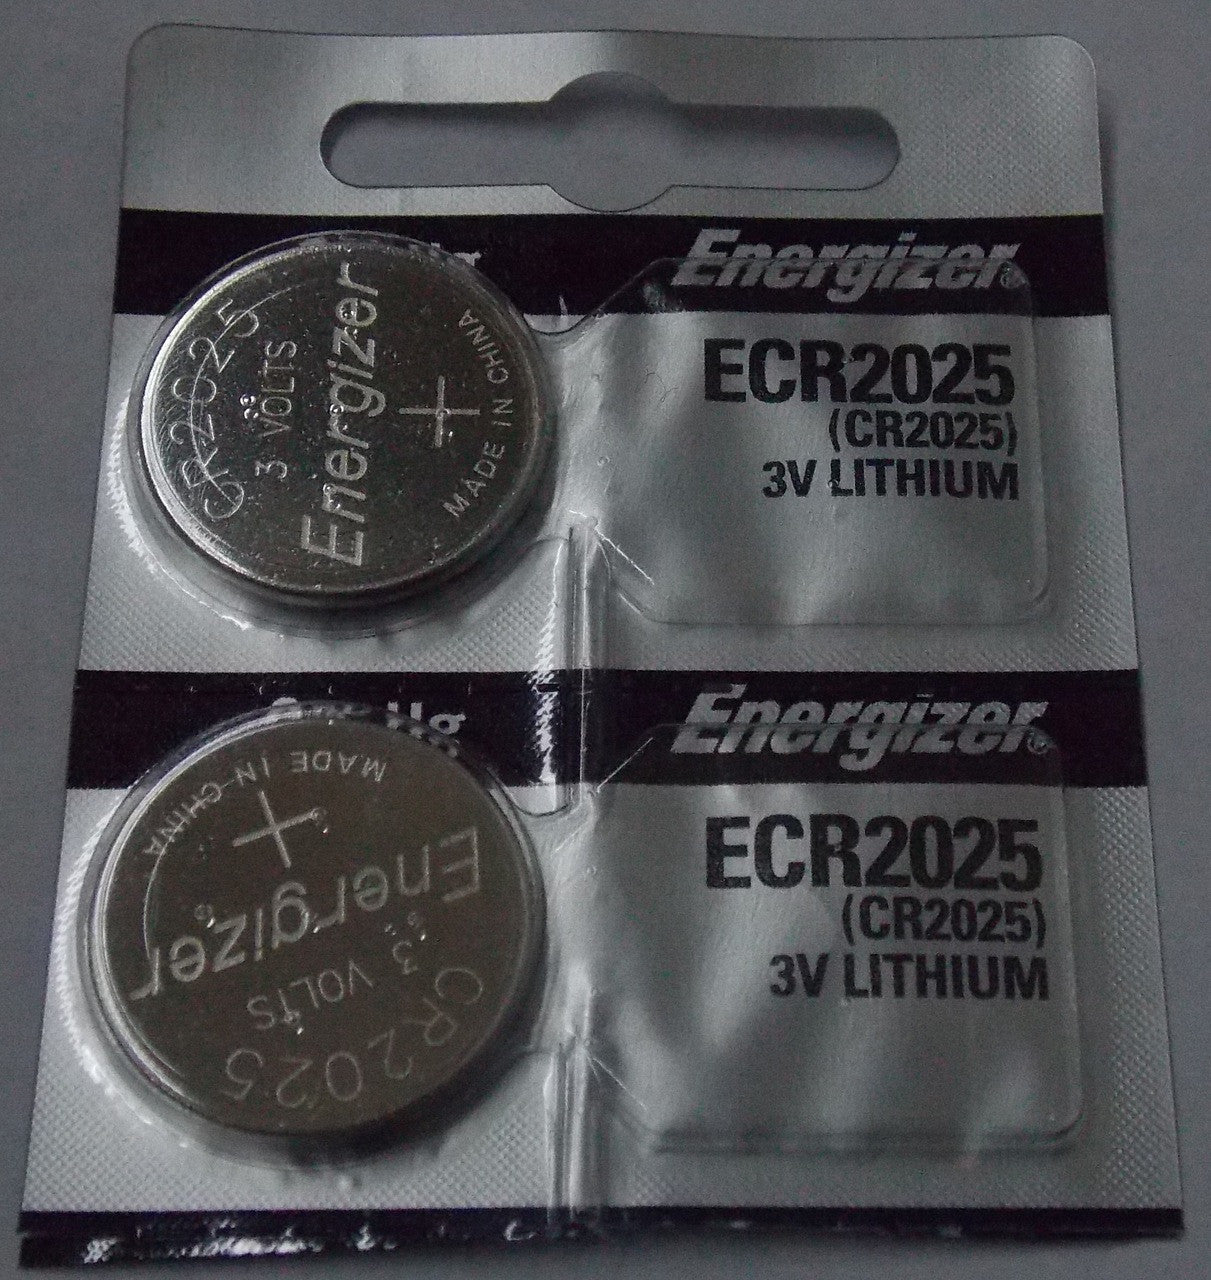 Energizer®
ECR2025
(CR2025)
3V LITHIUM
CR2025
3 VOLTS
Energizer
+
MADE IN CHINA
Hg
Energizer®
ECR2025
(CR2025)
3V LITHIUM
MADE IN CHINA
+
Energizer
3 VOLTS
CR2025